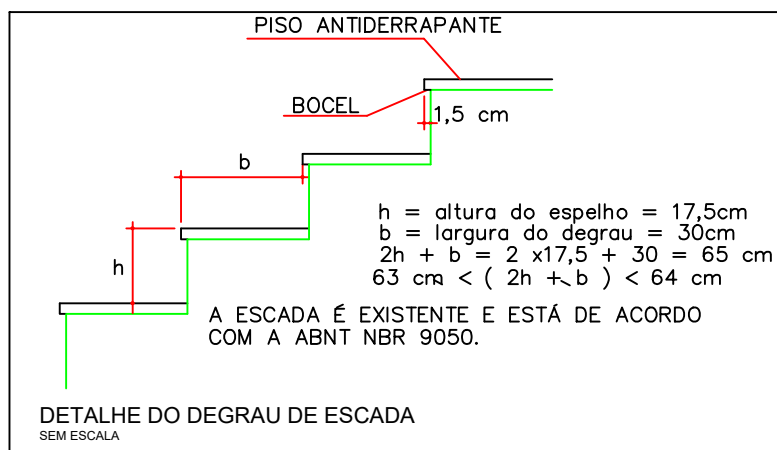 PISO ANTIDERRAPANTE
BOCEL
1,5 cm
b
h
h = altura do espelho = 17,5cm
b = largura do degrau = 30cm
2h + b = 2 x17,5 + 30 = 65 cm
63 cm < ( 2h + b ) < 64 cm
A ESCADA É EXISTENTE E ESTÁ DE ACORDO
COM A ABNT NBR 9050.
DETALHE DO DEGRAU DE ESCADA
SEM ESCALA